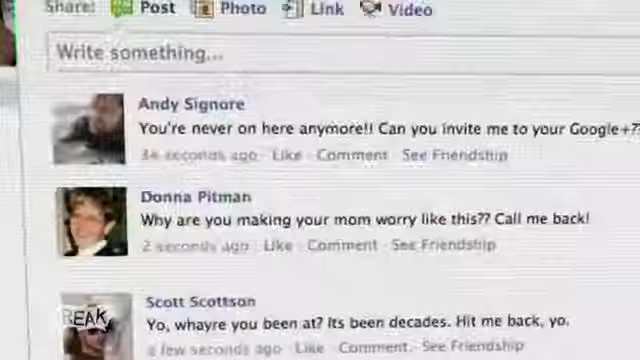 Share: Post Photo Link Video
Write something...
Andy Signore
You're never on here anymore!! Can you invite me to your Google+??
34 seconds ago · Like · Comment · See Friendship
Donna Pitman
Why are you making your mom worry like this?? Call me back!
2 seconds ago · Like · Comment · See Friendship
Scott Scottson
BREAK
Yo, whayre you been at? Its been decades. Hit me back, yo.
a few seconds ago · Like · Comment · See Friendship